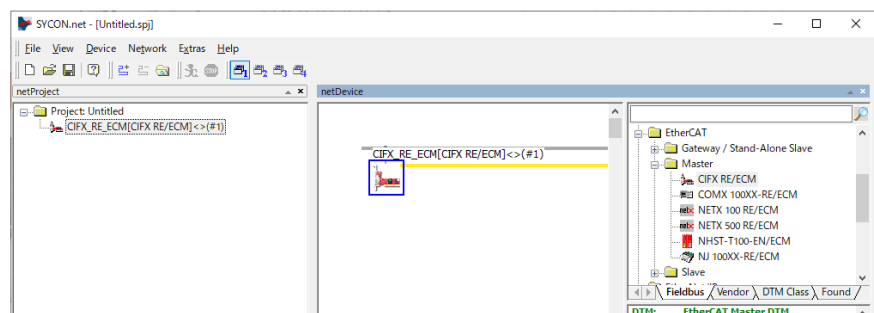 SYCON.net - [Untitled.spj]
File View Device Network Extras Help
netProject
netDevice
Project: Untitled
CIFX_RE_ECM[CIFX RE/ECM]<>(#1)
CIFX_RE_ECM[CIFX RE/ECM]<>(#1)
EtherCAT
Gateway / Stand-Alone Slave
Master
CIFX RE/ECM
COMX 100XX-RE/ECM
NETX 100 RE/ECM
NETX 500 RE/ECM
NHST-T100-EN/ECM
NJ 100XX-RE/ECM
Slave
Fieldbus Vendor DTM Class Found
DTM: EtherCAT Master DTM